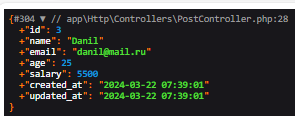 {#304 ▼ // app\Http\Controllers\PostController.php:28
+"id": 3
+"name": "Danil"
+"email": "danil@mail.ru"
+"age": 25
+"salary": 5500
+"created_at": "2024-03-22 07:39:01"
+"updated_at": "2024-03-22 07:39:01"
}